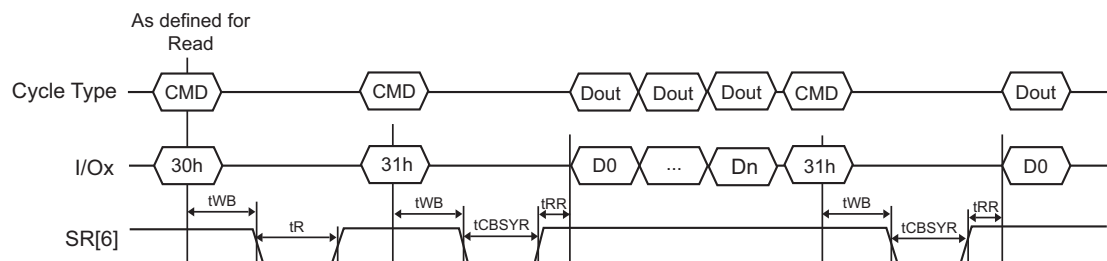 As defined for
Read
Cycle Type CMD CMD Dout Dout Dout CMD Dout
I/Ox 30h 31h D0 ... Dn 31h D0
tWB tR tWB tCBSYR tRR tWB tCBSYR tRR
SR[6]